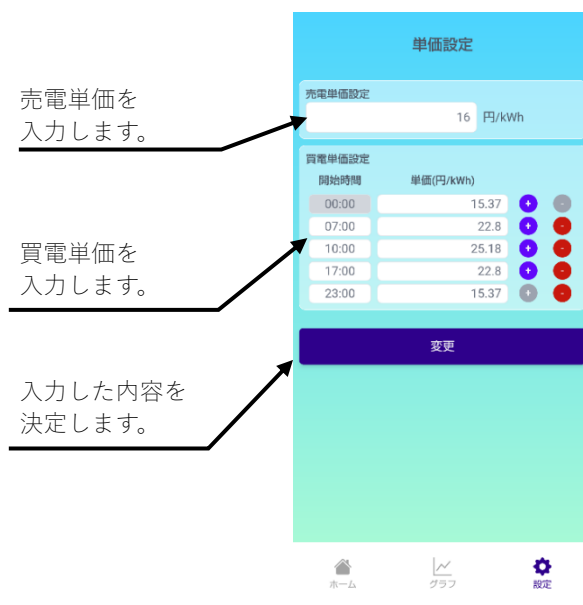 単価設定
売電単価を
入力します。
売電単価設定
16 円/kWh
買電単価設定
開始時間 単価(円/kWh)
00:00 15.37 + -
07:00 22.8 + -
10:00 25.18 + -
17:00 22.8 + -
23:00 15.37 + -
買電単価を
入力します。
変更
入力した内容を
決定します。
ホーム グラフ 設定